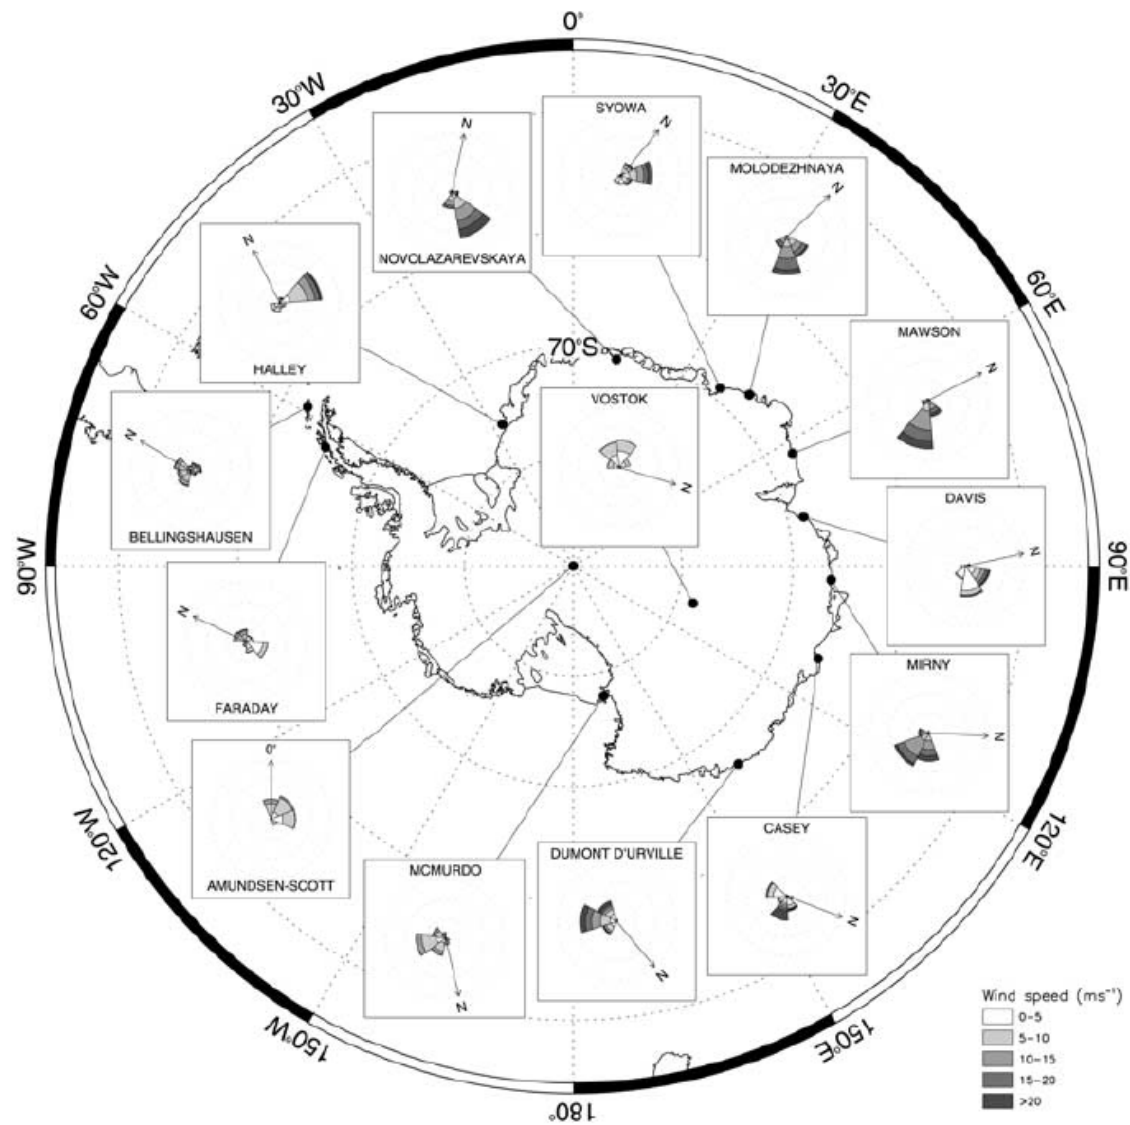 0°
30°W
30°E
SYOWA
N
N
MOLODEZHNAYA
N
N
NOVOLAZAREVSKAYA
60°W
60°E
HALLEY
MAWSON
N
70°S
VOSTOK
N
N
BELLINGSHAUSEN
DAVIS
N
90°W
90°E
N
FARADAY
MIRNY
N
0°
AMUNDSEN-SCOTT
CASEY
N
120°W
120°E
DUMONT D'URVILLE
N
MCMURDO
N
Wind speed (ms⁻¹)
0-5
5-10
10-15
15-20
>20
150°W
150°E
180°